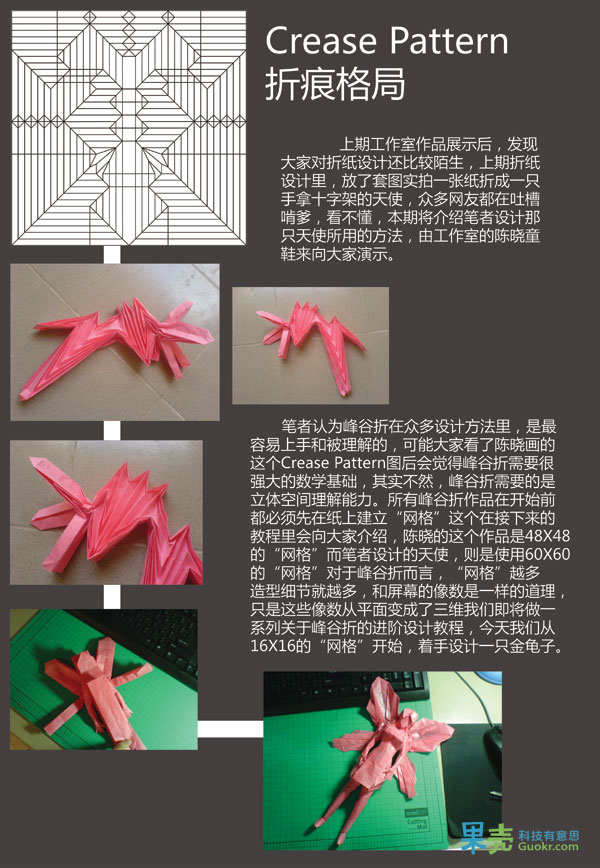 Crease Pattern
折痕格局
上期工作室作品展示后，发现
大家对折纸设计还比较陌生，上期折纸
设计里，放了套图实拍一张纸折成一只
手拿十字架的天使，众多网友都在吐槽
啃爹，看不懂，本期将介绍笔者设计那
只天使所用的方法，由工作室的陈晓童
鞋来向大家演示。
笔者认为峰谷折在众多设计方法里，是最
容易上手和被理解的，可能大家看了陈晓画的
这个Crease Pattern图后会觉得峰谷折需要很
强大的数学基础，其实不然，峰谷折需要的是
立体空间理解能力。所有峰谷折作品在开始前
都必须先在纸上建立“网格”这个在接下来的
教程里会向大家介绍，陈晓的这个作品是48X48
的“网格”而笔者设计的天使，则是使用60X60
的“网格”对于峰谷折而言，“网格”越多
造型细节就越多，和屏幕的像数是一样的道理，
只是这些像数从平面变成了三维我们即将做一
系列关于峰谷折的进阶设计教程，今天我们从
16X16的“网格”开始，着手设计一只金龟子。
Cutting
Mat
果壳 科技有意思
Guokr.com